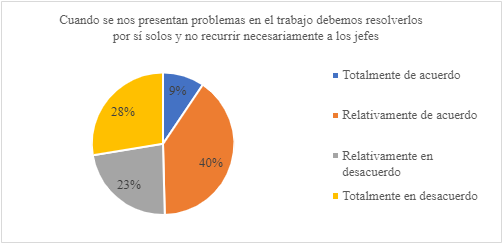 Cuando se nos presentan problemas en el trabajo debemos resolverlos
por sí solos y no recurrir necesariamente a los jefes
9%
40%
23%
28%
Totalmente de acuerdo
Relativamente de acuerdo
Relativamente en
desacuerdo
Totalmente en desacuerdo